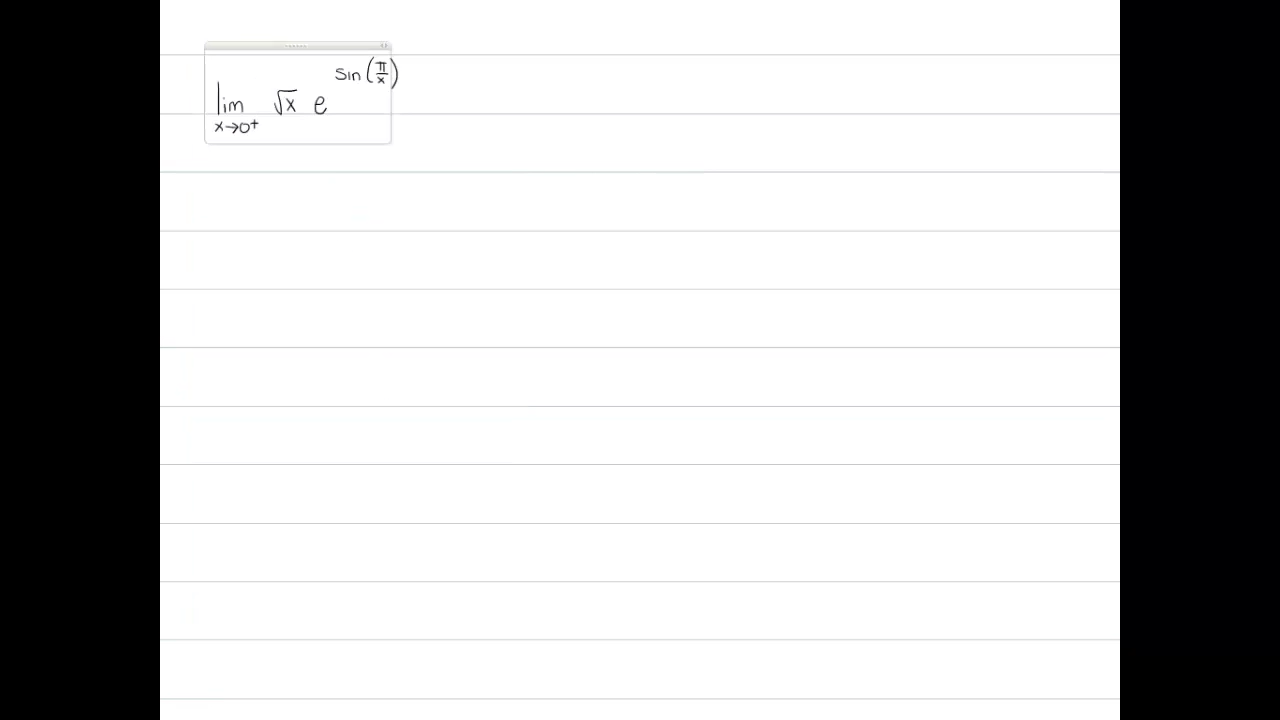 lim x→0⁺ √x e^sin(π/x)